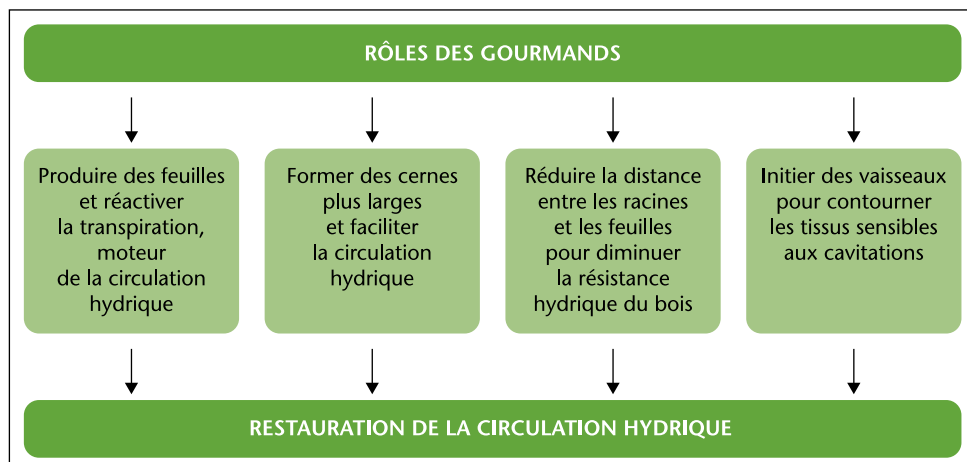 RÔLES DES GOURMANDS
Produire des feuilles
et réactiver
la transpiration,
moteur
de la circulation
hydrique
Former des cernes
plus larges
et faciliter
la circulation
hydrique
Réduire la distance
entre les racines
et les feuilles
pour diminuer
la résistance
hydrique du bois
Initier des vaisseaux
pour contourner
les tissus sensibles
aux cavitations
RESTAURATION DE LA CIRCULATION HYDRIQUE